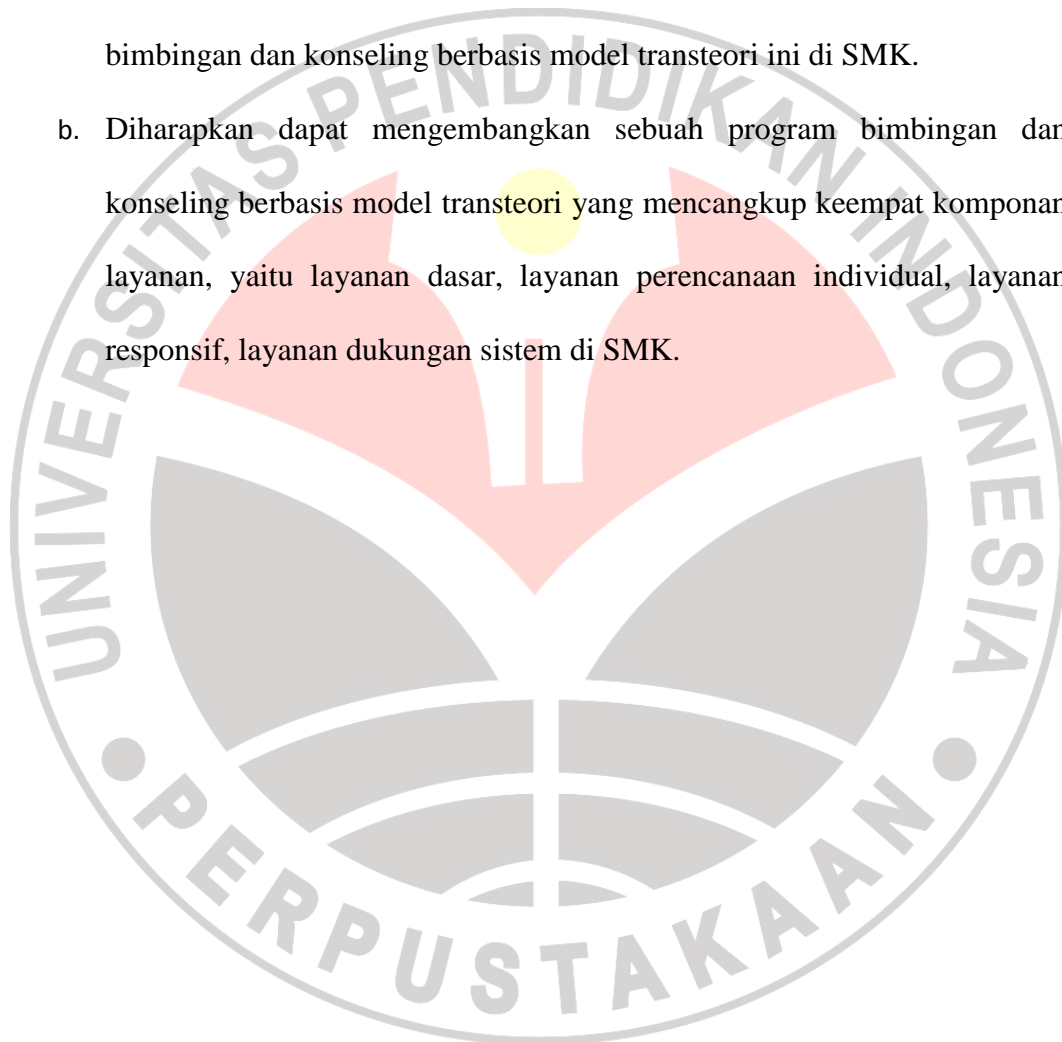 bimbingan dan konseling berbasis model transteori ini di SMK.
b. Diharapkan dapat mengembangkan sebuah program bimbingan dan
konseling berbasis model transteori yang mencangkup keempat komponan
layanan, yaitu layanan dasar, layanan perencanaan individual, layanan
responsif, layanan dukungan sistem di SMK.
UNIVERSITAS PENDIDIKAN INDONESIA
PERPUSTAKAAN